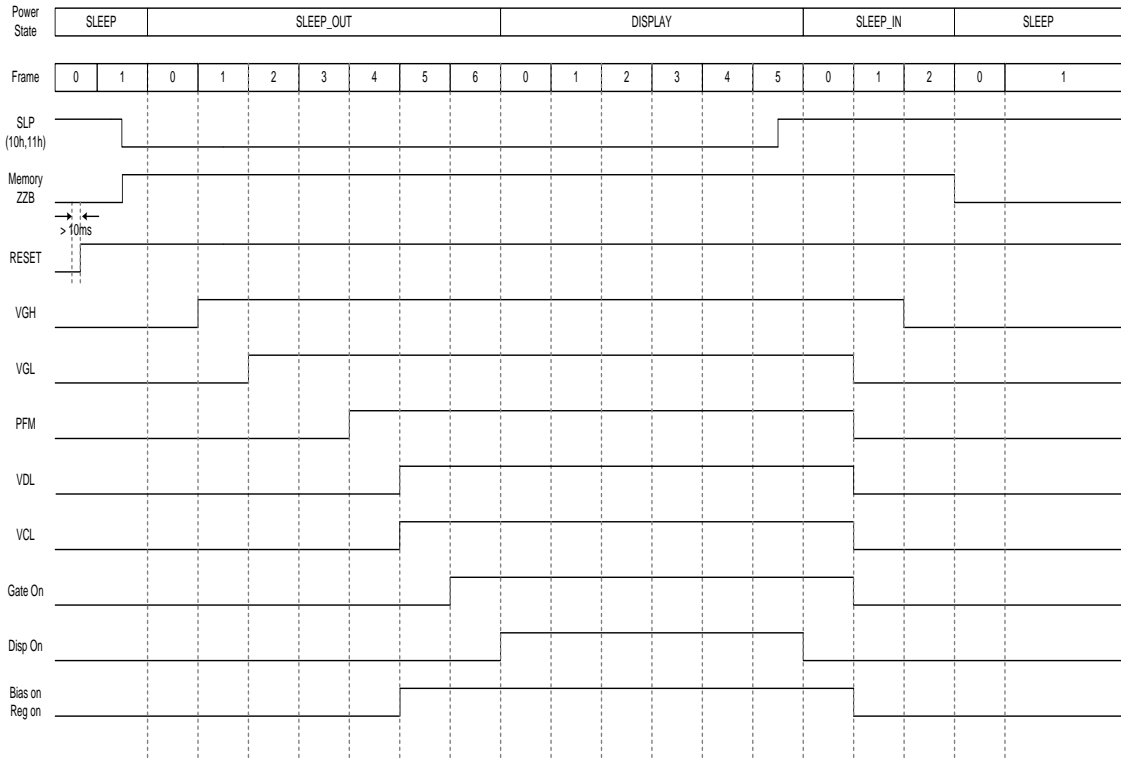 Power
State
SLEEP SLEEP_OUT DISPLAY SLEEP_IN SLEEP
Frame 0 1 0 1 2 3 4 5 6 0 1 2 3 4 5 0 1 2 0 1
SLP
(10h,11h)
Memory
ZZB
> 10ms
RESET
VGH
VGL
PFM
VDL
VCL
Gate On
Disp On
Bias on
Reg on